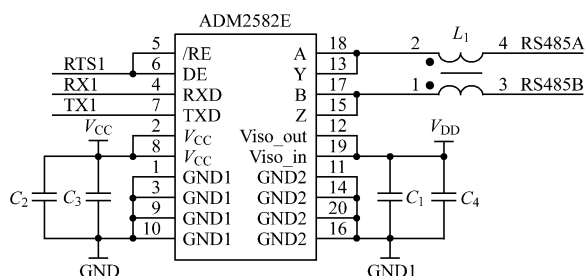 ADM2582E
5 /RE A 18 2 L1 4 RS485A
RTS1 6 DE Y 13
RX1 4 RXD B 17 1 3 RS485B
TX1 7 TXD Z 15
VCC 2 VCC Viso_out 12 VDD
8 VCC Viso_in 19
1 GND1 GND2 11
C2 C3 3 GND1 GND2 14 C1 C4
9 GND1 GND2 20
10 GND1 GND2 16
GND GND1